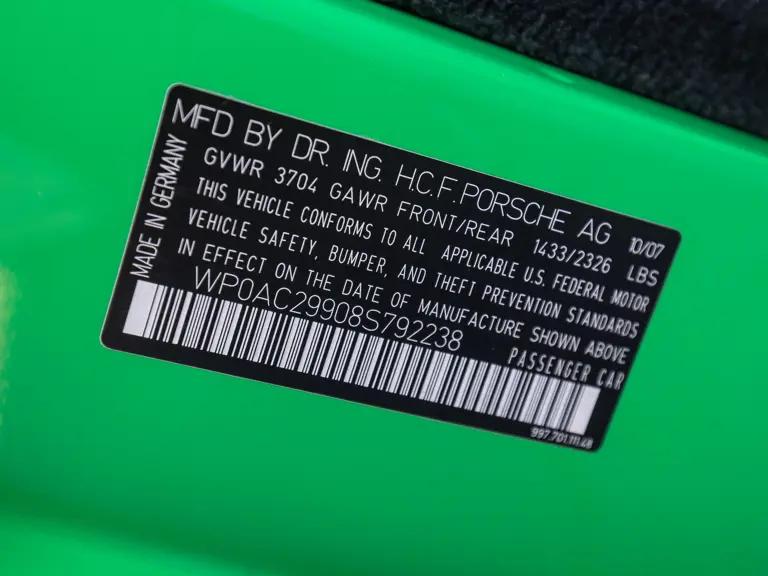 MFD BY DR. ING. H.C.F. PORSCHE AG 10/07
GVWR 3704 GAWR FRONT/REAR 1433/2326 LBS
THIS VEHICLE CONFORMS TO ALL APPLICABLE U.S. FEDERAL MOTOR
VEHICLE SAFETY, BUMPER, AND THEFT PREVENTION STANDARDS
IN EFFECT ON THE DATE OF MANUFACTURE SHOWN ABOVE
WP0AC29908S792238 PASSENGER CAR
MADE IN GERMANY
997.701.111.48